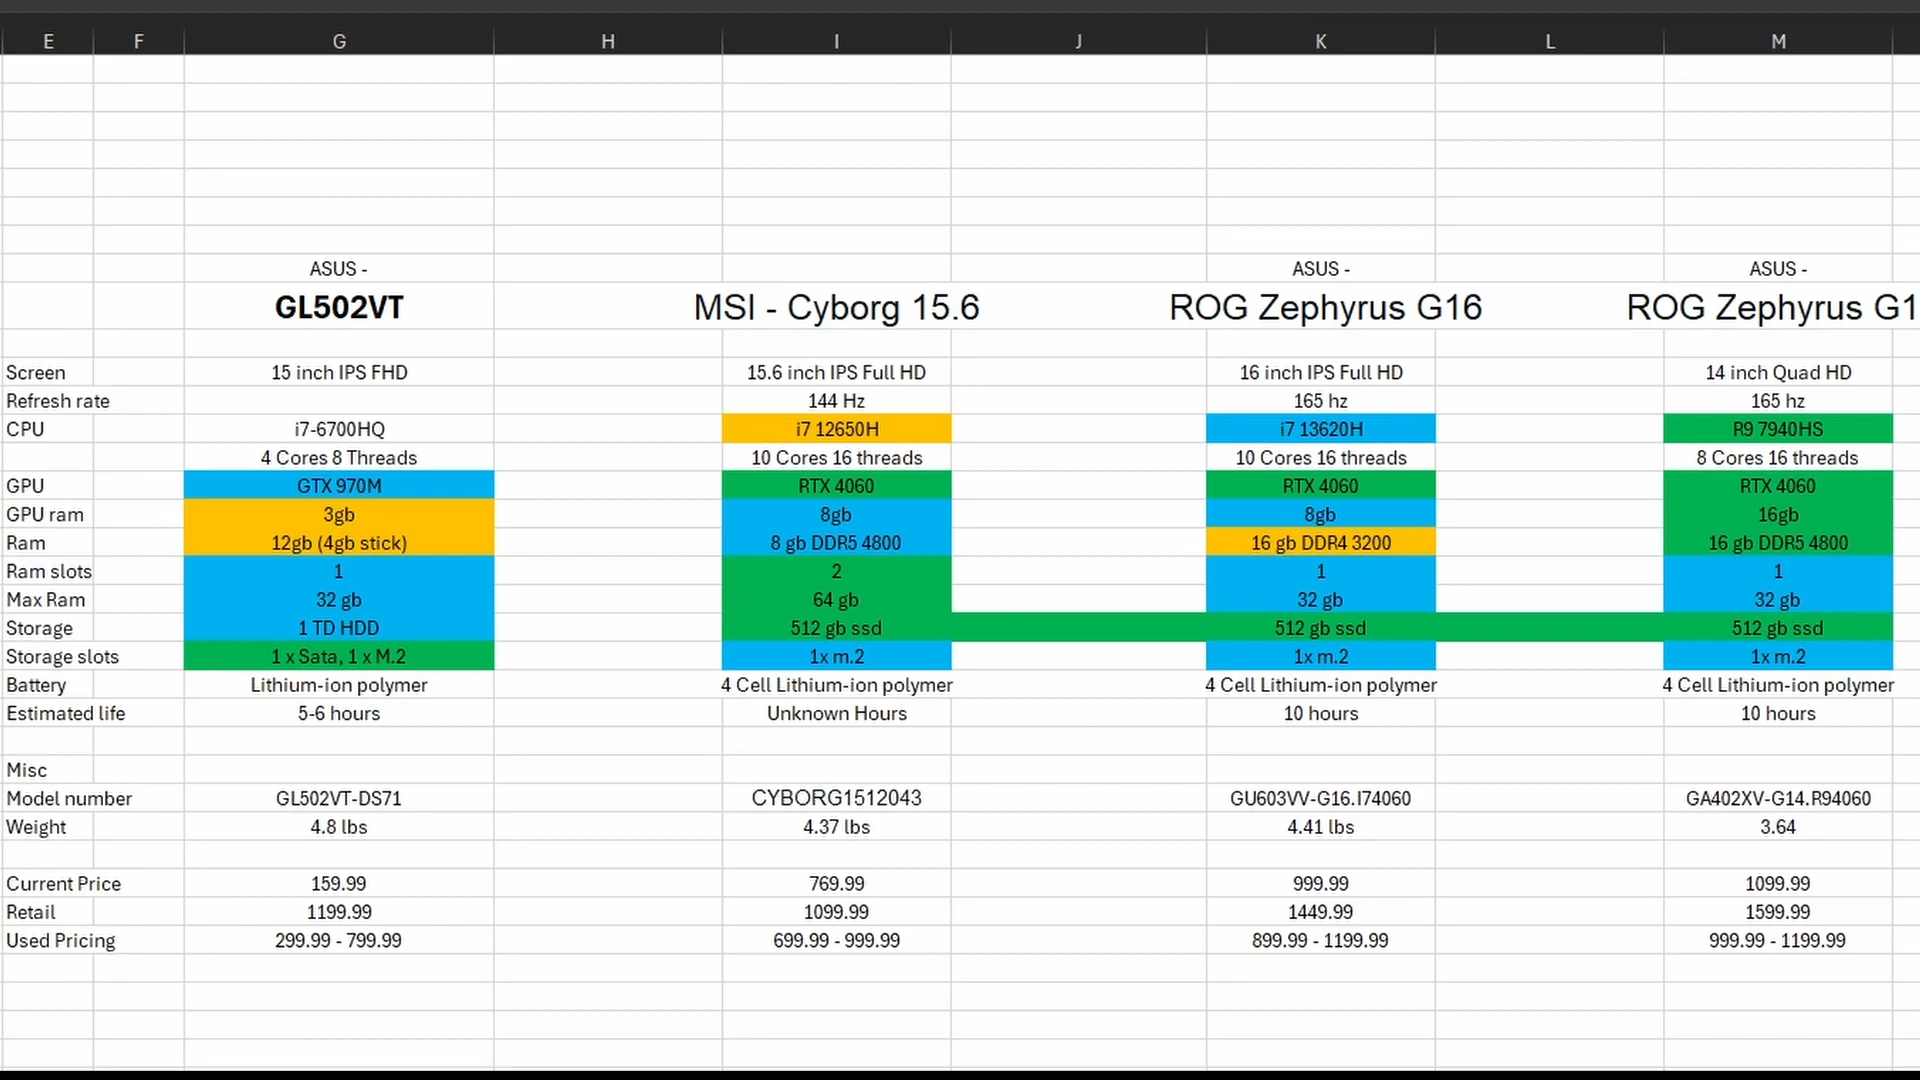 E F G H I J K L M
ASUS - ASUS - ASUS -
GL502VT MSI - Cyborg 15.6 ROG Zephyrus G16 ROG Zephyrus G1
Screen 15 inch IPS FHD 15.6 inch IPS Full HD 16 inch IPS Full HD 14 inch Quad HD
Refresh rate 144 Hz 165 hz 165 hz
CPU i7-6700HQ i7 12650H i7 13620H R9 7940HS
4 Cores 8 Threads 10 Cores 16 threads 10 Cores 16 threads 8 Cores 16 threads
GPU GTX 970M RTX 4060 RTX 4060 RTX 4060
GPU ram 3gb 8gb 8gb 16gb
Ram 12gb (4gb stick) 8 gb DDR5 4800 16 gb DDR4 3200 16 gb DDR5 4800
Ram slots 1 2 1 1
Max Ram 32 gb 64 gb 32 gb 32 gb
Storage 1 TD HDD 512 gb ssd 512 gb ssd 512 gb ssd
Storage slots 1 x Sata, 1 x M.2 1x m.2 1x m.2 1x m.2
Battery Lithium-ion polymer 4 Cell Lithium-ion polymer 4 Cell Lithium-ion polymer 4 Cell Lithium-ion polymer
Estimated life 5-6 hours Unknown Hours 10 hours 10 hours
Misc
Model number GL502VT-DS71 CYBORG1512043 GU603VV-G16.I74060 GA402XV-G14.R94060
Weight 4.8 lbs 4.37 lbs 4.41 lbs 3.64
Current Price 159.99 769.99 999.99 1099.99
Retail 1199.99 1099.99 1449.99 1599.99
Used Pricing 299.99 - 799.99 699.99 - 999.99 899.99 - 1199.99 999.99 - 1199.99